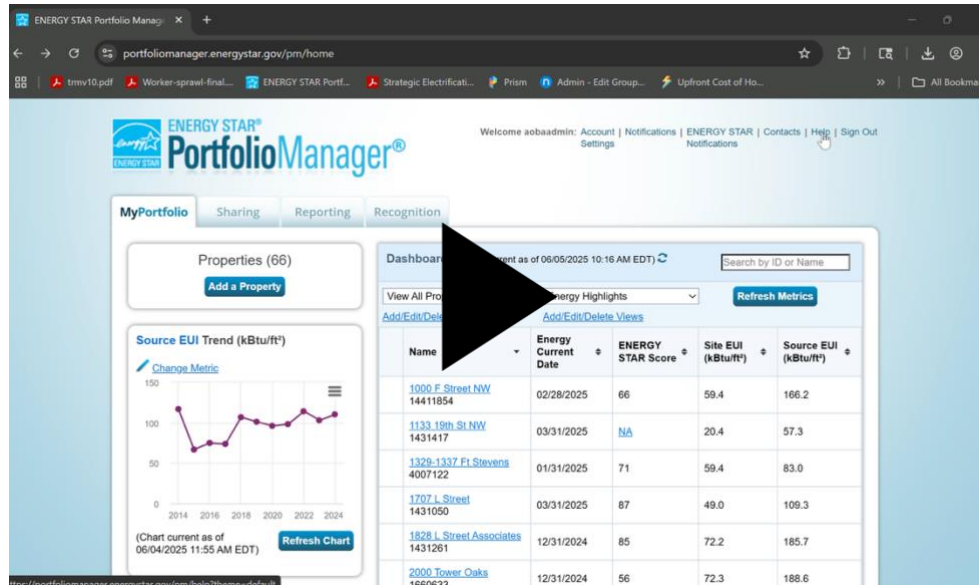 ENERGY STAR Portfolio Manag
portfoliomanager.energystar.gov/pm/home
trmv10.pdf Worker-sprawl-final.... ENERGY STAR Portf... Strategic Electrificati... Prism Admin - Edit Group... Upfront Cost of Ho... » All Bookma
ENERGY STAR®
PortfolioManager®
ENERGY STAR
Welcome aobaadmin: Account Settings | Notifications | ENERGY STAR Notifications | Contacts | Help | Sign Out
MyPortfolio Sharing Reporting Recognition
Properties (66)
Add a Property
Source EUI Trend (kBtu/ft²)
Change Metric
150
100
50
0
2014 2016 2018 2020 2022 2024
(Chart current as of
06/04/2025 11:55 AM EDT)
Refresh Chart
as of 06/05/2025 10:16 AM EDT)
Search by ID or Name
View All Highlights
Refresh Metrics
Add/Edit/Delete Views
Name Energy Current Date ENERGY STAR Score Site EUI (kBtu/ft²) Source EUI (kBtu/ft²)
1000 F Street NW
14411854 02/28/2025 66 59.4 166.2
1133 19th St NW
1431417 03/31/2025 NA 20.4 57.3
1329-1337 Ft Stevens
4007122 01/31/2025 71 59.4 83.0
1707 L Street
1431050 03/31/2025 87 49.0 109.3
1828 L Street Associates
1431261 12/31/2024 85 72.2 185.7
2000 Tower Oaks
12/31/2024 56 72.3 188.6